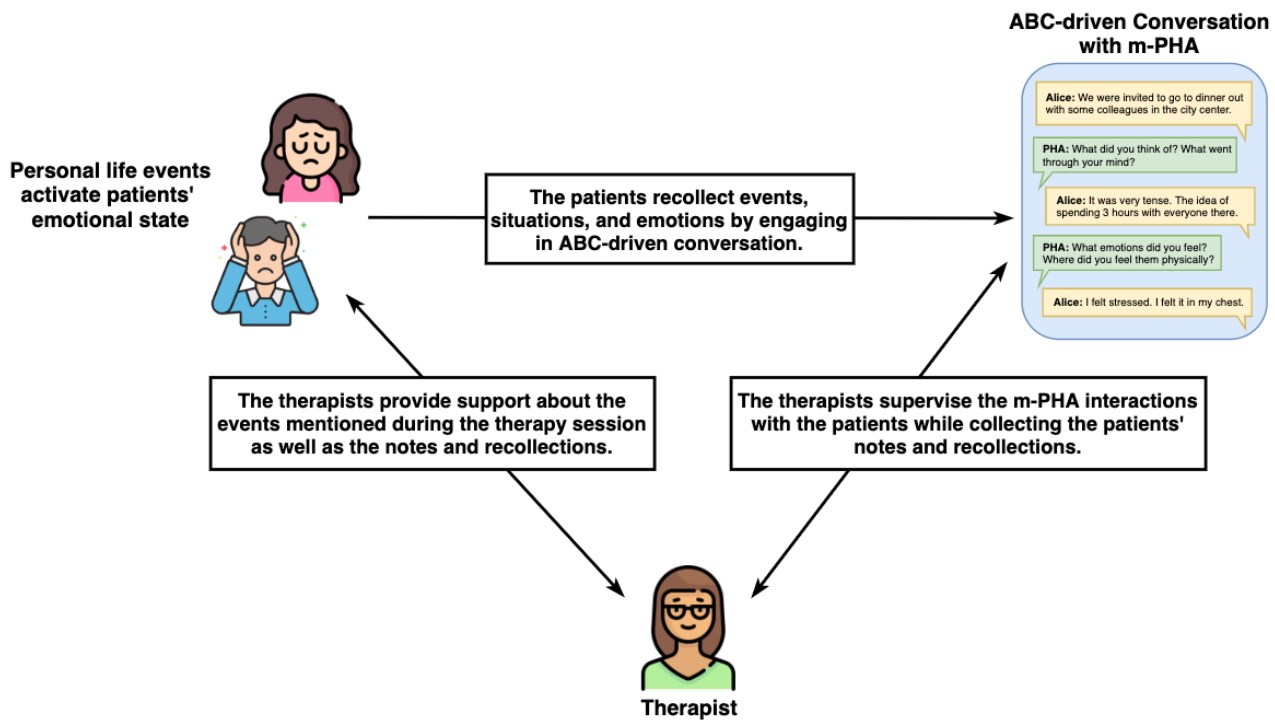 ABC-driven Conversation
with m-PHA
Alice: We were invited to go to dinner out
with some colleagues in the city center.
PHA: What did you think of? What went
through your mind?
Alice: It was very tense. The idea of
spending 3 hours with everyone there.
PHA: What emotions did you feel?
Where did you feel them physically?
Alice: I felt stressed. I felt it in my chest.
Personal life events
activate patients'
emotional state
The patients recollect events,
situations, and emotions by engaging
in ABC-driven conversation.
The therapists provide support about the
events mentioned during the therapy session
as well as the notes and recollections.
The therapists supervise the m-PHA interactions
with the patients while collecting the patients'
notes and recollections.
Therapist